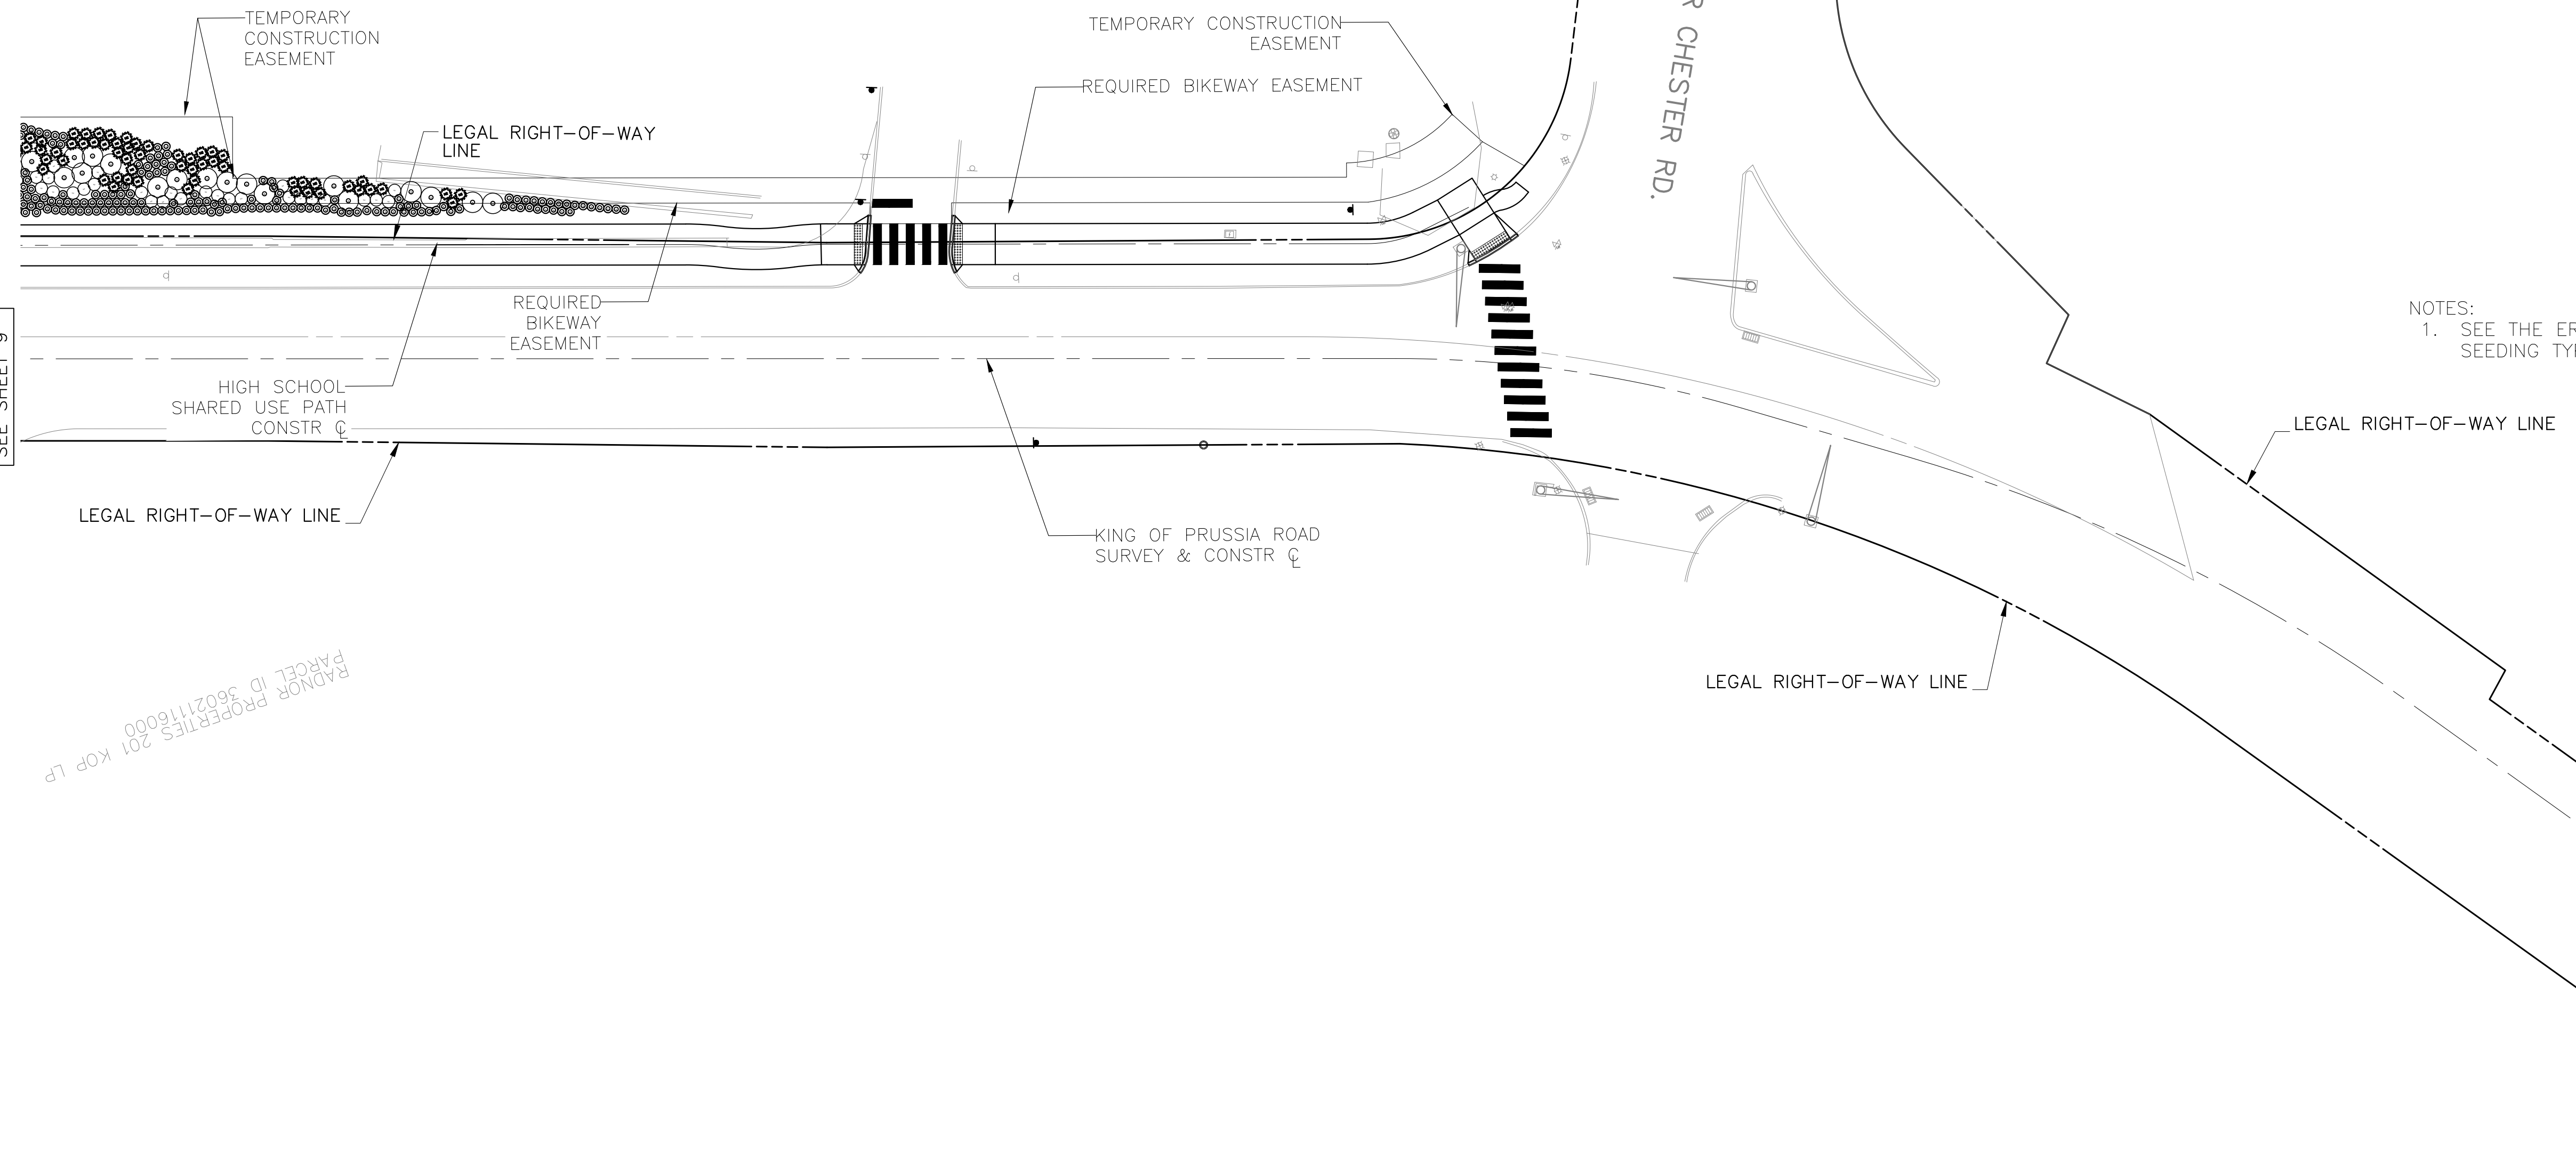 TEMPORARY
CONSTRUCTION
EASEMENT
TEMPORARY CONSTRUCTION
EASEMENT
REQUIRED BIKEWAY EASEMENT
LEGAL RIGHT-OF-WAY
LINE
CHESTER RD.
REQUIRED
BIKEWAY
EASEMENT
HIGH SCHOOL
SHARED USE PATH
CONSTR ℄
SEE SHEET 9
NOTES:
1. SEE THE
SEEDING
LEGAL RIGHT-OF-WAY LINE
LEGAL RIGHT-OF-WAY LINE
KING OF PRUSSIA ROAD
SURVEY & CONSTR ℄
LEGAL RIGHT-OF-WAY LINE
RADNOR PROPERTIES 201 KOP LP
PARCEL ID 36021116000